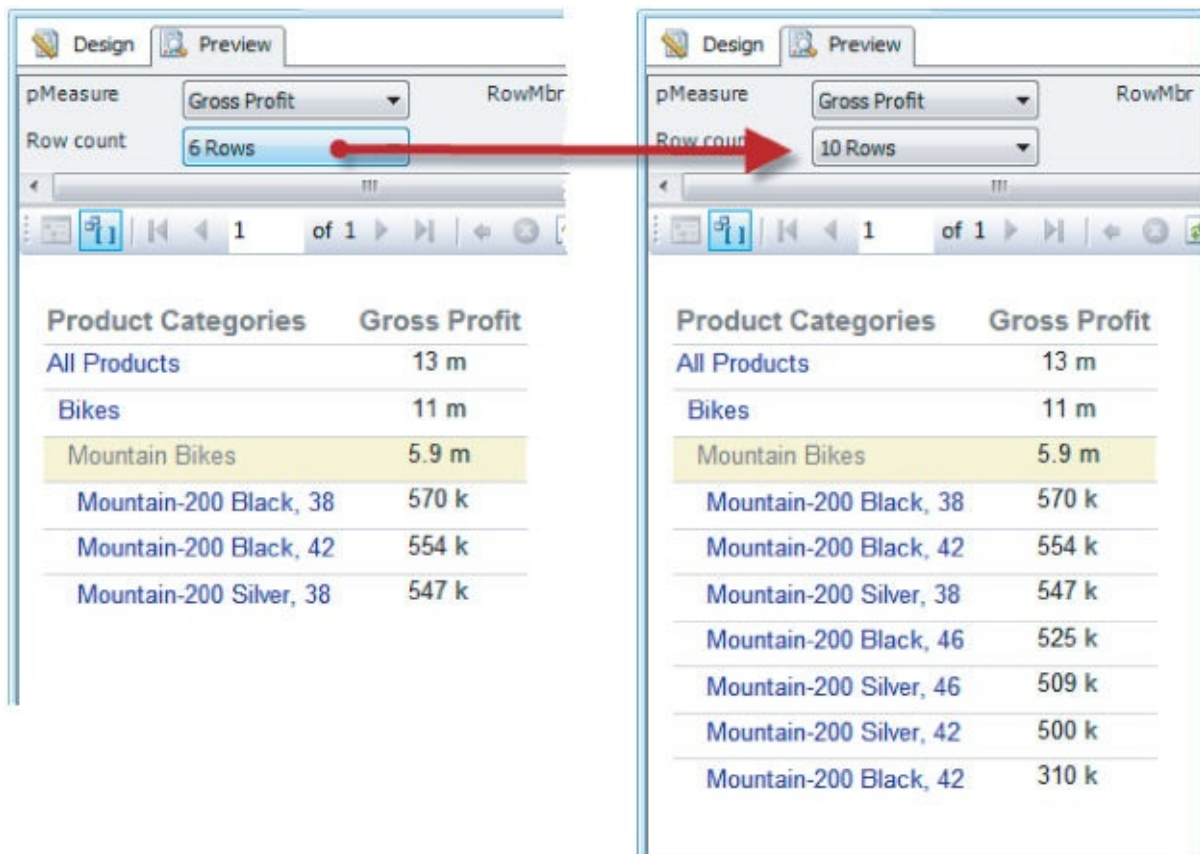 Design Preview
pMeasure Gross Profit RowMbr
Row count 6 Rows
1 of 1
Product Categories Gross Profit
All Products 13 m
Bikes 11 m
Mountain Bikes 5.9 m
Mountain-200 Black, 38 570 k
Mountain-200 Black, 42 554 k
Mountain-200 Silver, 38 547 k
Design Preview
pMeasure Gross Profit RowMbr
Row count 10 Rows
1 of 1
Product Categories Gross Profit
All Products 13 m
Bikes 11 m
Mountain Bikes 5.9 m
Mountain-200 Black, 38 570 k
Mountain-200 Black, 42 554 k
Mountain-200 Silver, 38 547 k
Mountain-200 Black, 46 525 k
Mountain-200 Silver, 46 509 k
Mountain-200 Silver, 42 500 k
Mountain-200 Black, 42 310 k